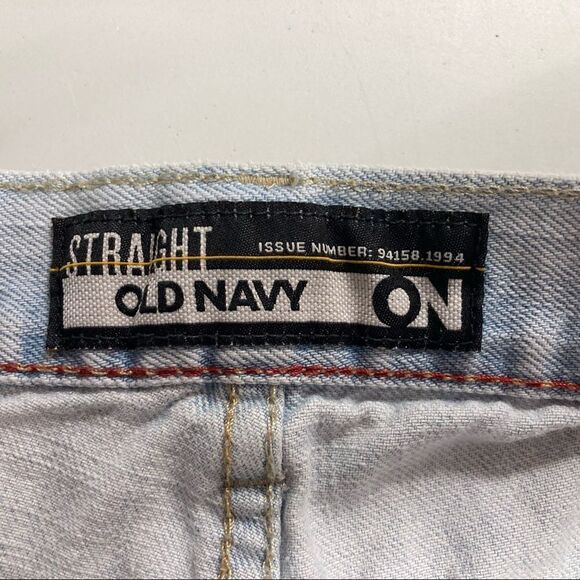 STRAIGHT
ISSUE NUMBER: 94158.1994
OLD NAVY
ON